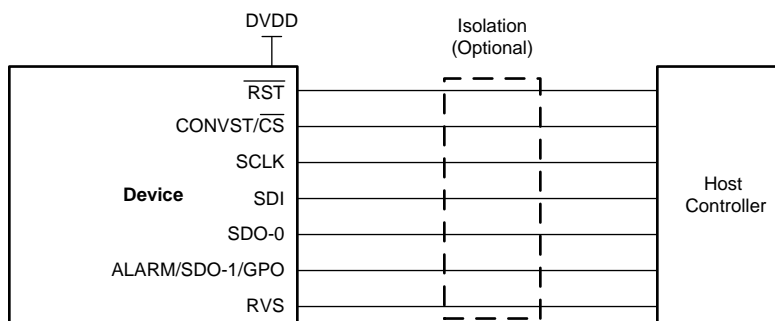 DVDD
Isolation
(Optional)
RST
CONVST/CS
SCLK
Device
SDI
Host
Controller
SDO-0
ALARM/SDO-1/GPO
RVS